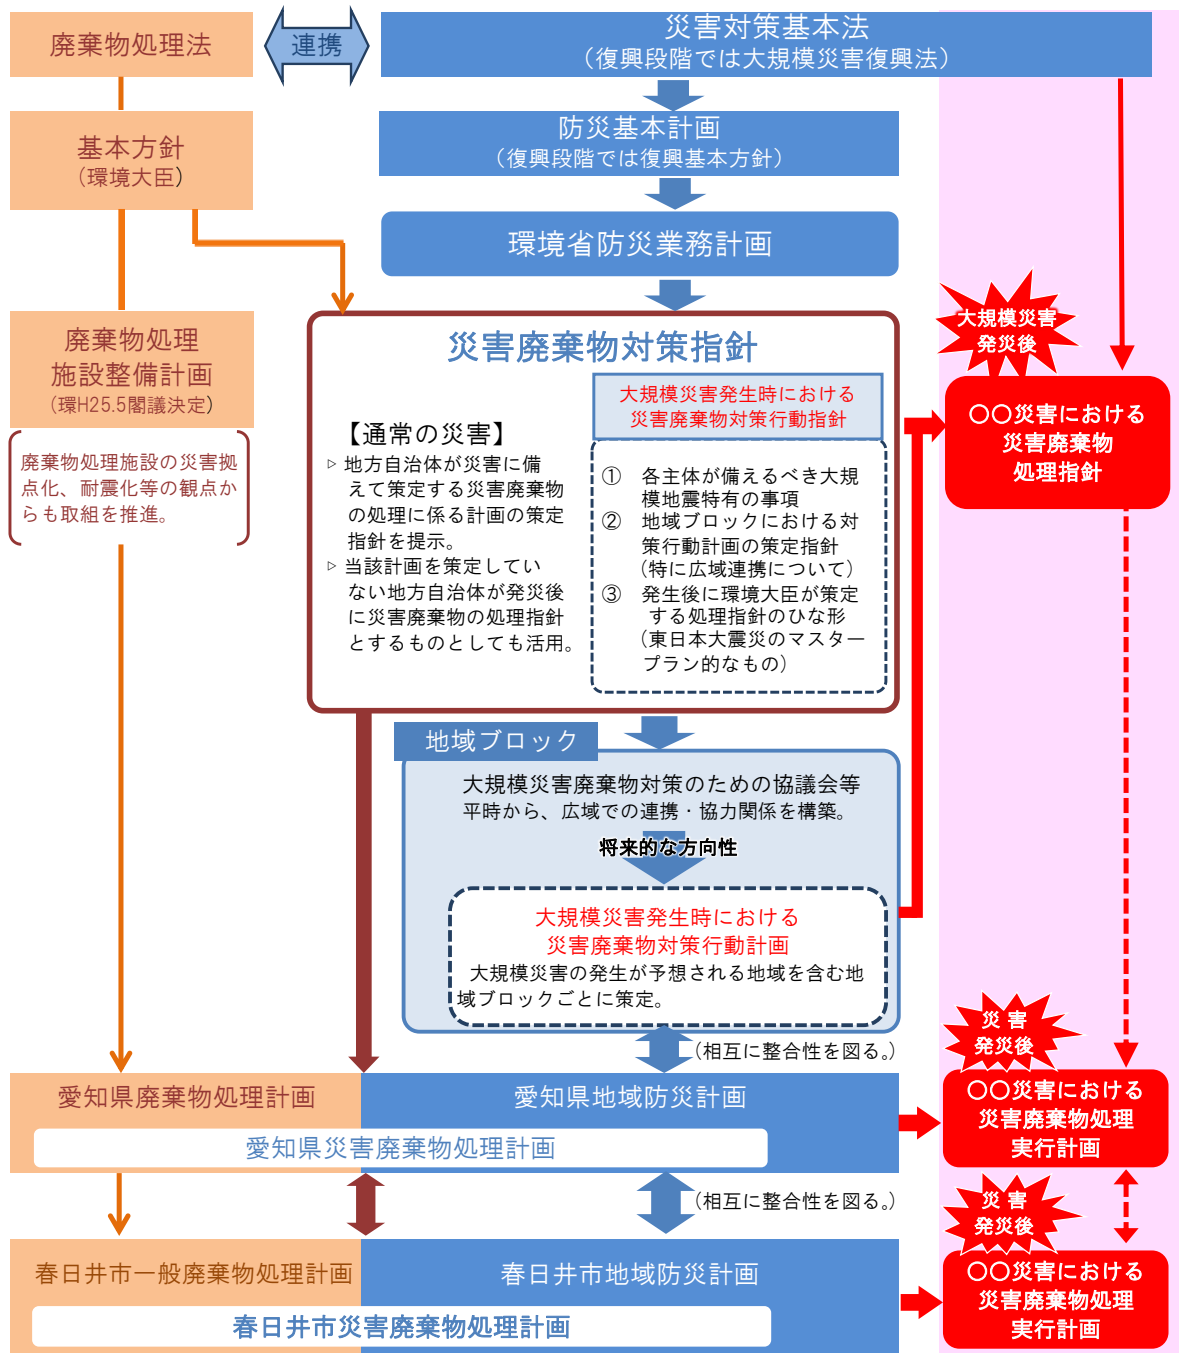 廃棄物処理法
連携
災害対策基本法
（復興段階では大規模災害復興法）
基本方針
（環境大臣）
防災基本計画
（復興段階では復興基本方針）
環境省防災業務計画
廃棄物処理
施設整備計画
（環H25.5閣議決定）
廃棄物処理施設の災害拠
点化、耐震化等の観点か
らも取組を推進。
災害廃棄物対策指針
【通常の災害】
▷ 地方自治体が災害に備
えて策定する災害廃棄物
の処理に係る計画の策定
指針を提示。
▷ 当該計画を策定してい
ない地方自治体が発災後
に災害廃棄物の処理指針
とするものとしても活用。
大規模災害発生時における
災害廃棄物対策行動指針
① 各主体が備えるべき大規
模地震特有の事項
② 地域ブロックにおける対
策行動計画の策定指針
（特に広域連携について）
③ 発生後に環境大臣が策定
する処理指針のひな形
（東日本大震災のマスター
プラン的なもの）
大規模災害
発災後
〇〇災害における
災害廃棄物
処理指針
地域ブロック
大規模災害廃棄物対策のための協議会等
平時から、広域での連携・協力関係を構築。
将来的な方向性
大規模災害発生時における
災害廃棄物対策行動計画
大規模災害の発生が予想される地域を含む地
域ブロックごとに策定。
（相互に整合性を図る。）
愛知県廃棄物処理計画
愛知県地域防災計画
愛知県災害廃棄物処理計画
災 害
発災後
〇〇災害における
災害廃棄物処理
実行計画
（相互に整合性を図る。）
春日井市一般廃棄物処理計画
春日井市地域防災計画
春日井市災害廃棄物処理計画
災 害
発災後
〇〇災害における
災害廃棄物処理
実行計画